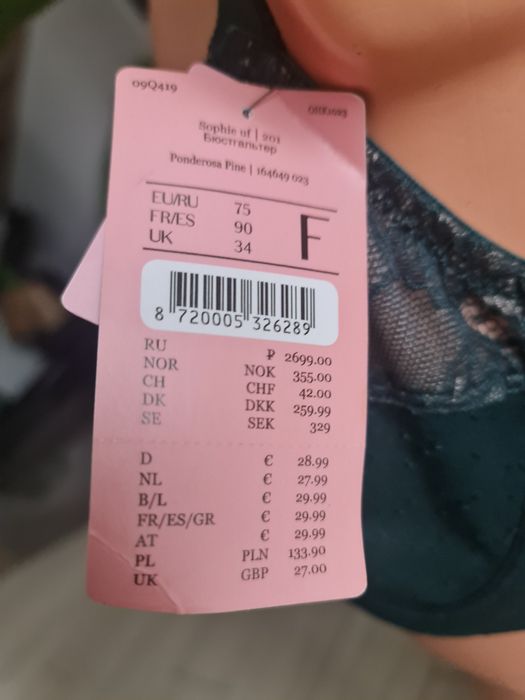 09Q419
OHE1023
Sophie uf | 201
Бюстгальтер
Ponderosa Pine | 164649 023
EU/RU 75
FR/ES 90
UK 34
F
8 720005 326289
RU ₽ 2699.00
NOR NOK 355.00
CH CHF 42.00
DK DKK 259.99
SE SEK 329
D € 28.99
NL € 27.99
B/L € 29.99
FR/ES/GR € 29.99
AT € 29.99
PL PLN 133.90
UK GBP 27.00